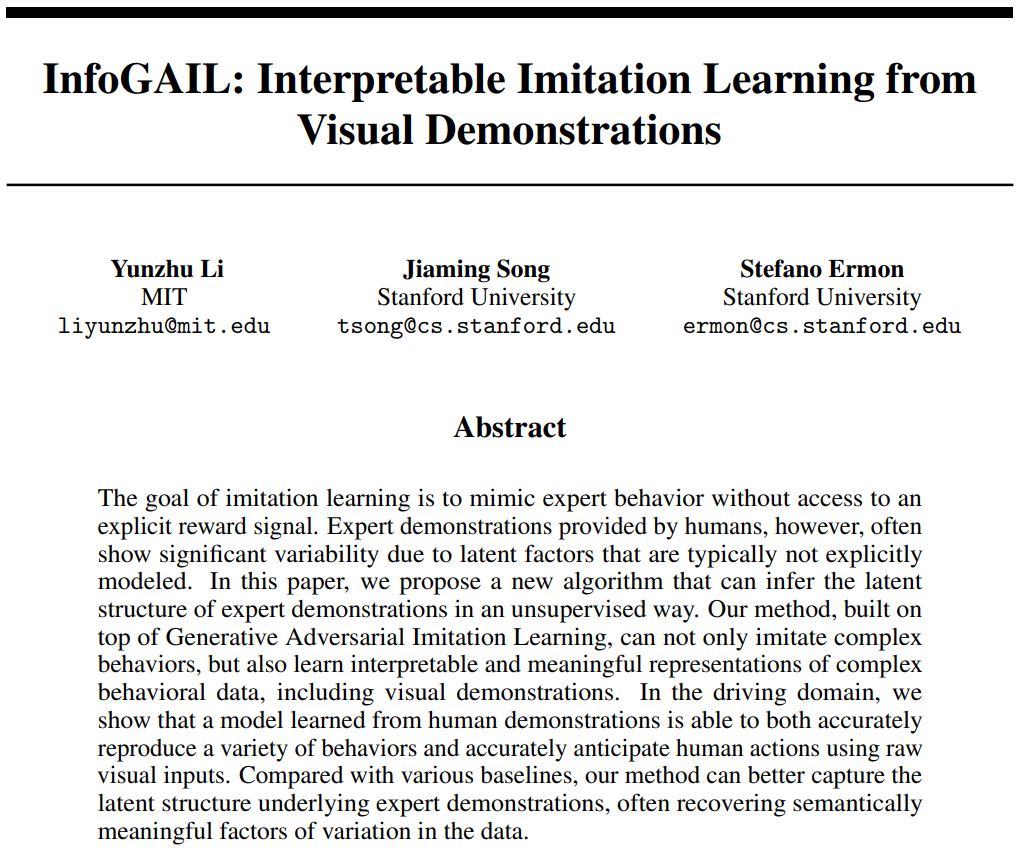 InfoGAIL: Interpretable Imitation Learning from
Visual Demonstrations
Yunzhu Li
MIT
liyunzhu@mit.edu
Jiaming Song
Stanford University
tsong@cs.stanford.edu
Stefano Ermon
Stanford University
ermon@cs.stanford.edu
Abstract
The goal of imitation learning is to mimic expert behavior without access to an
explicit reward signal. Expert demonstrations provided by humans, however, often
show significant variability due to latent factors that are typically not explicitly
modeled. In this paper, we propose a new algorithm that can infer the latent
structure of expert demonstrations in an unsupervised way. Our method, built on
top of Generative Adversarial Imitation Learning, can not only imitate complex
behaviors, but also learn interpretable and meaningful representations of complex
behavioral data, including visual demonstrations. In the driving domain, we
show that a model learned from human demonstrations is able to both accurately
reproduce a variety of behaviors and accurately anticipate human actions using raw
visual inputs. Compared with various baselines, our method can better capture the
latent structure underlying expert demonstrations, often recovering semantically
meaningful factors of variation in the data.